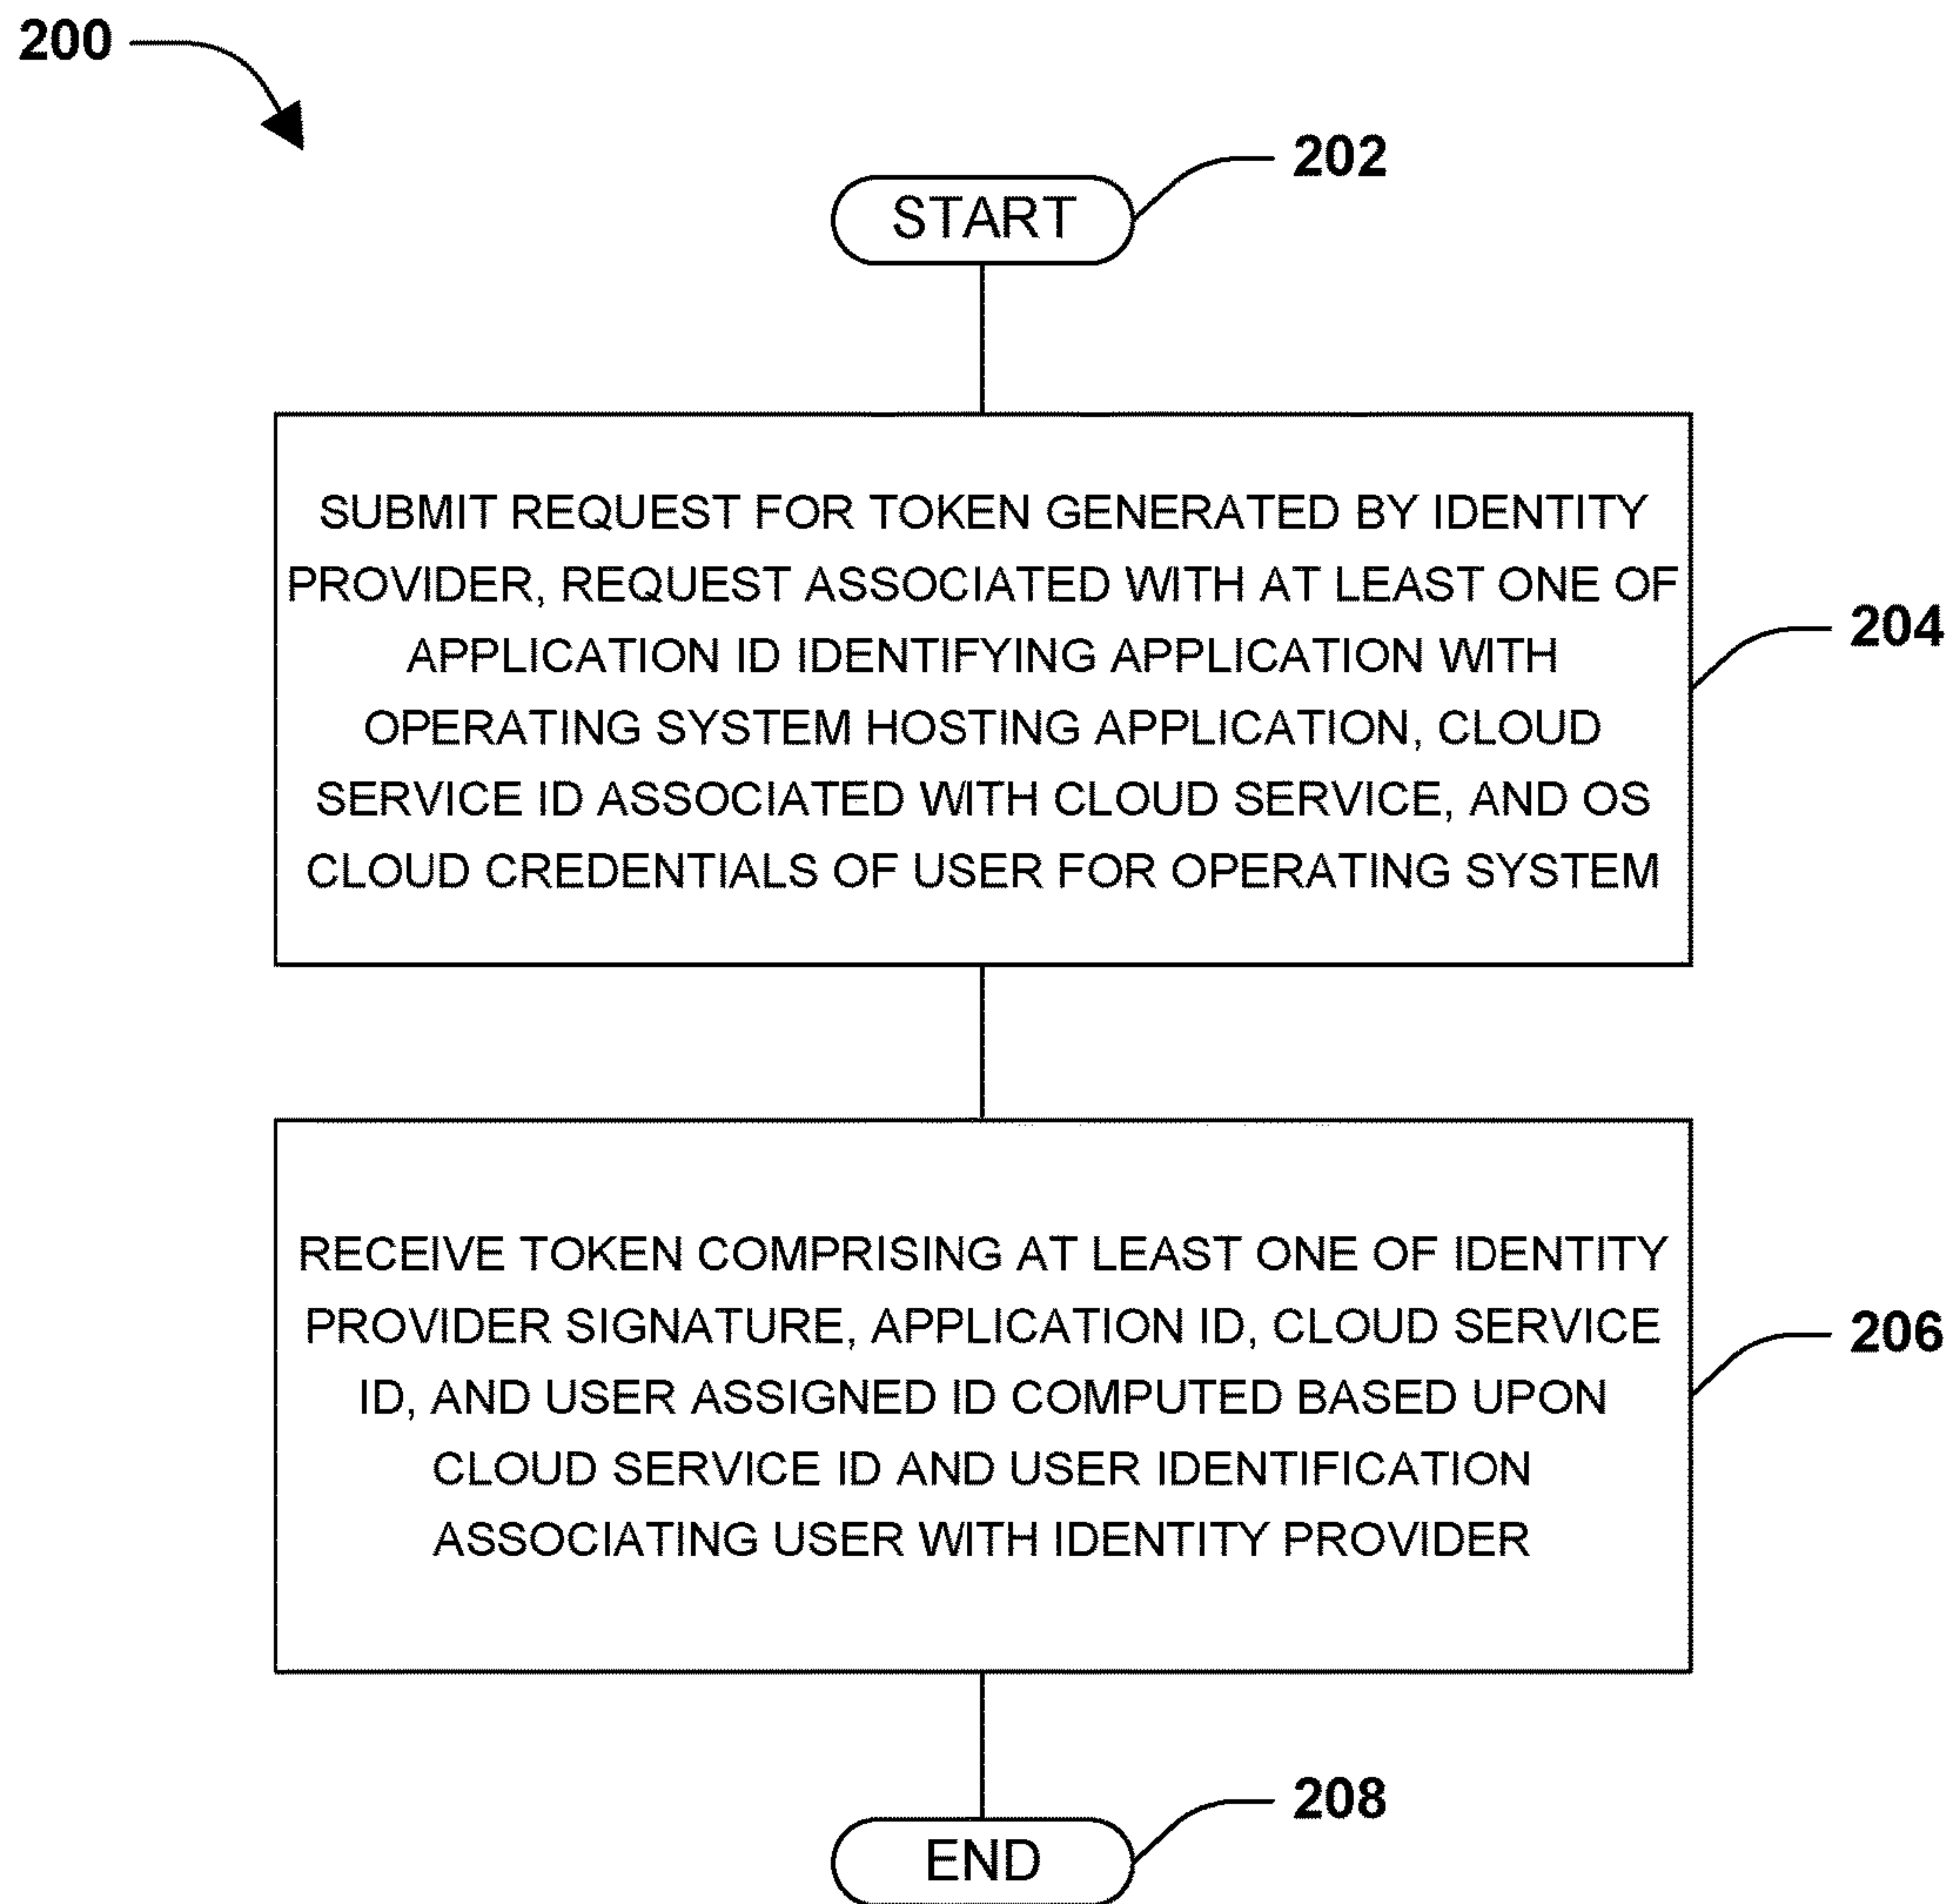 200
202
START
SUBMIT REQUEST FOR TOKEN GENERATED BY IDENTITY
PROVIDER, REQUEST ASSOCIATED WITH AT LEAST ONE OF
APPLICATION ID IDENTIFYING APPLICATION WITH
OPERATING SYSTEM HOSTING APPLICATION, CLOUD
SERVICE ID ASSOCIATED WITH CLOUD SERVICE, AND OS
CLOUD CREDENTIALS OF USER FOR OPERATING SYSTEM
204
RECEIVE TOKEN COMPRISING AT LEAST ONE OF IDENTITY
PROVIDER SIGNATURE, APPLICATION ID, CLOUD SERVICE
ID, AND USER ASSIGNED ID COMPUTED BASED UPON
CLOUD SERVICE ID AND USER IDENTIFICATION
ASSOCIATING USER WITH IDENTITY PROVIDER
206
208
END